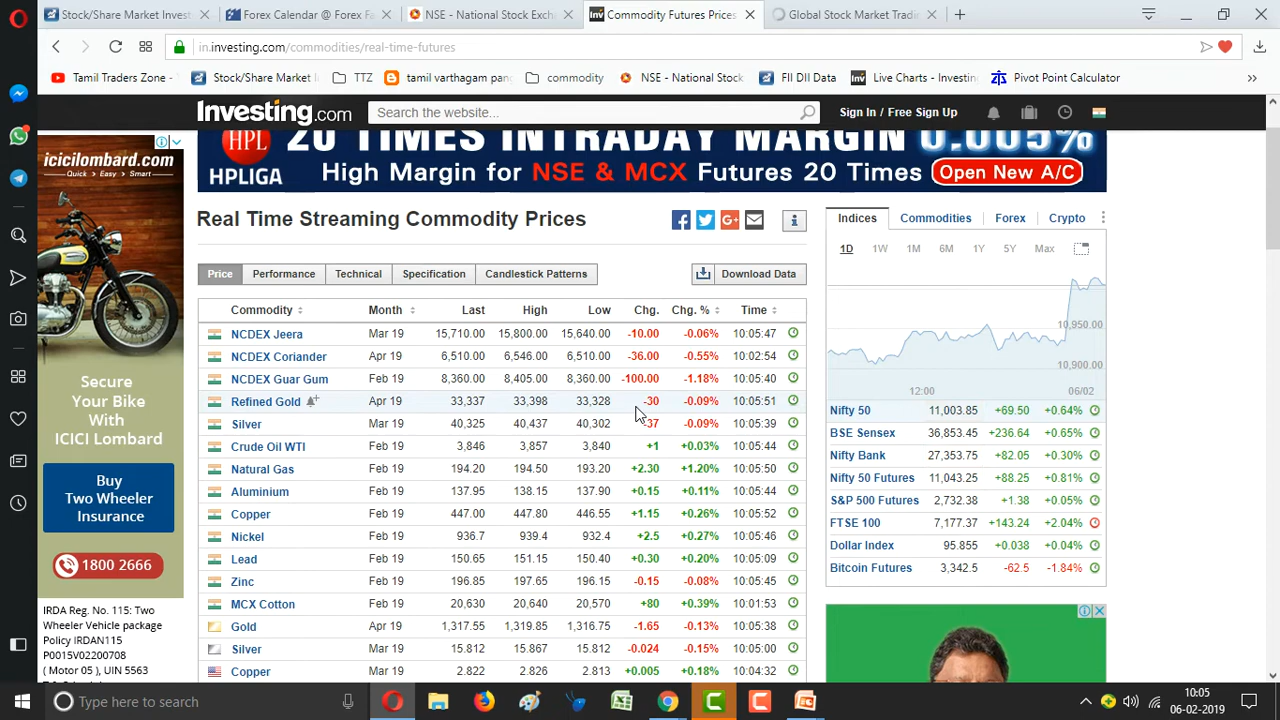 Stock/Share Market Invest
Forex Calendar @ Forex Fa
NSE - National Stock Exch
Commodity Futures Prices
Global Stock Market Tradin
in.investing.com/commodities/real-time-futures
Tamil Traders Zone -
Stock/Share Market I
TTZ
tamil varthagam pan
commodity
NSE - National Stock
FII DII Data
Live Charts - Investin
Pivot Point Calculator
Investing.com
Search the website...
Sign In / Free Sign Up
HPL
HPLIGA
20 TIMES INTRADAY MARGIN 0.005%
High Margin for NSE & MCX Futures 20 Times
Open New A/C
icicilombard.com
Quick Easy Smart
Secure
Your Bike
With
ICICI Lombard
Buy
Two Wheeler
Insurance
1800 2666
IRDA Reg. No. 115: Two
Wheeler Vehicle package
Policy IRDAN115
P0015V02200708
( Motor 05 ), UIN 5563
Real Time Streaming Commodity Prices
Price Performance Technical Specification Candlestick Patterns Download Data
Commodity Month Last High Low Chg. Chg. % Time
NCDEX Jeera Mar 19 15,710.00 15,800.00 15,640.00 -10.00 -0.06% 10:05:47
NCDEX Coriander Apr 19 6,510.00 6,546.00 6,510.00 -36.00 -0.55% 10:02:54
NCDEX Guar Gum Feb 19 8,360.00 8,405.00 8,360.00 -100.00 -1.18% 10:05:40
Refined Gold Apr 19 33,337 33,398 33,328 -30 -0.09% 10:05:51
Silver Mar 19 40,325 40,437 40,302 -37 -0.09% 10:05:39
Crude Oil WTI Feb 19 3,846 3,857 3,840 +1 +0.03% 10:05:44
Natural Gas Feb 19 194.20 194.50 193.20 +2.30 +1.20% 10:05:50
Aluminium Feb 19 137.95 138.15 137.90 +0.15 +0.11% 10:05:44
Copper Feb 19 447.00 447.80 446.55 +1.15 +0.26% 10:05:52
Nickel Feb 19 936.7 939.4 932.4 +2.5 +0.27% 10:05:46
Lead Feb 19 150.65 151.15 150.40 +0.30 +0.20% 10:05:09
Zinc Feb 19 196.85 197.65 196.15 -0.15 -0.08% 10:05:45
MCX Cotton Feb 19 20,630 20,640 20,570 +80 +0.39% 10:01:53
Gold Apr 19 1,317.55 1,319.85 1,316.75 -1.65 -0.13% 10:05:38
Silver Mar 19 15.812 15.867 15.812 -0.024 -0.15% 10:05:00
Copper Mar 19 2.822 2.826 2.813 +0.005 +0.18% 10:04:32
Indices Commodities Forex Crypto
1D 1W 1M 6M 1Y 5Y Max
10,950.00
10,900.00
12:00 06/02
Nifty 50 11,003.85 +69.50 +0.64%
BSE Sensex 36,853.45 +236.64 +0.65%
Nifty Bank 27,353.75 +82.05 +0.30%
Nifty 50 Futures 11,043.25 +88.25 +0.81%
S&P 500 Futures 2,732.38 +1.38 +0.05%
FTSE 100 7,177.37 +143.24 +2.04%
Dollar Index 95.855 +0.038 +0.04%
Bitcoin Futures 3,342.5 -62.5 -1.84%
Type here to search
10:05
06-02-2019